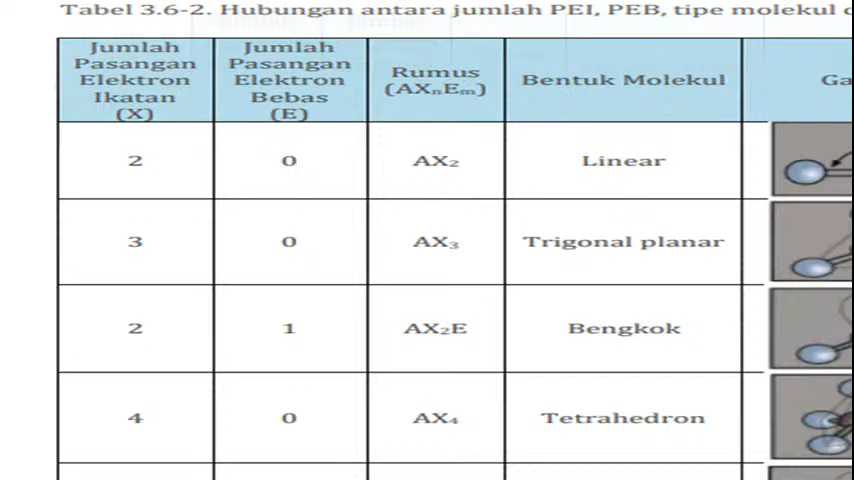 Tabel 3.6-2. Hubungan antara jumlah PEI, PEB, tipe molekul
Jumlah Pasangan Elektron Ikatan (X) Jumlah Pasangan Elektron Bebas (E) Rumus (AXₙEₘ) Bentuk Molekul Ga
2 0 AX₂ Linear
3 0 AX₃ Trigonal planar
2 1 AX₂E Bengkok
4 0 AX₄ Tetrahedron